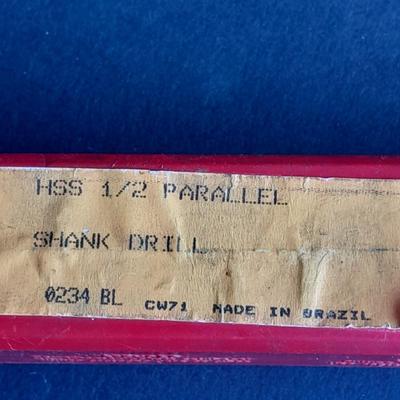 HSS 1/2 PARALLEL
SHANK DRILL
0234 BL CW71 MADE IN BRAZIL